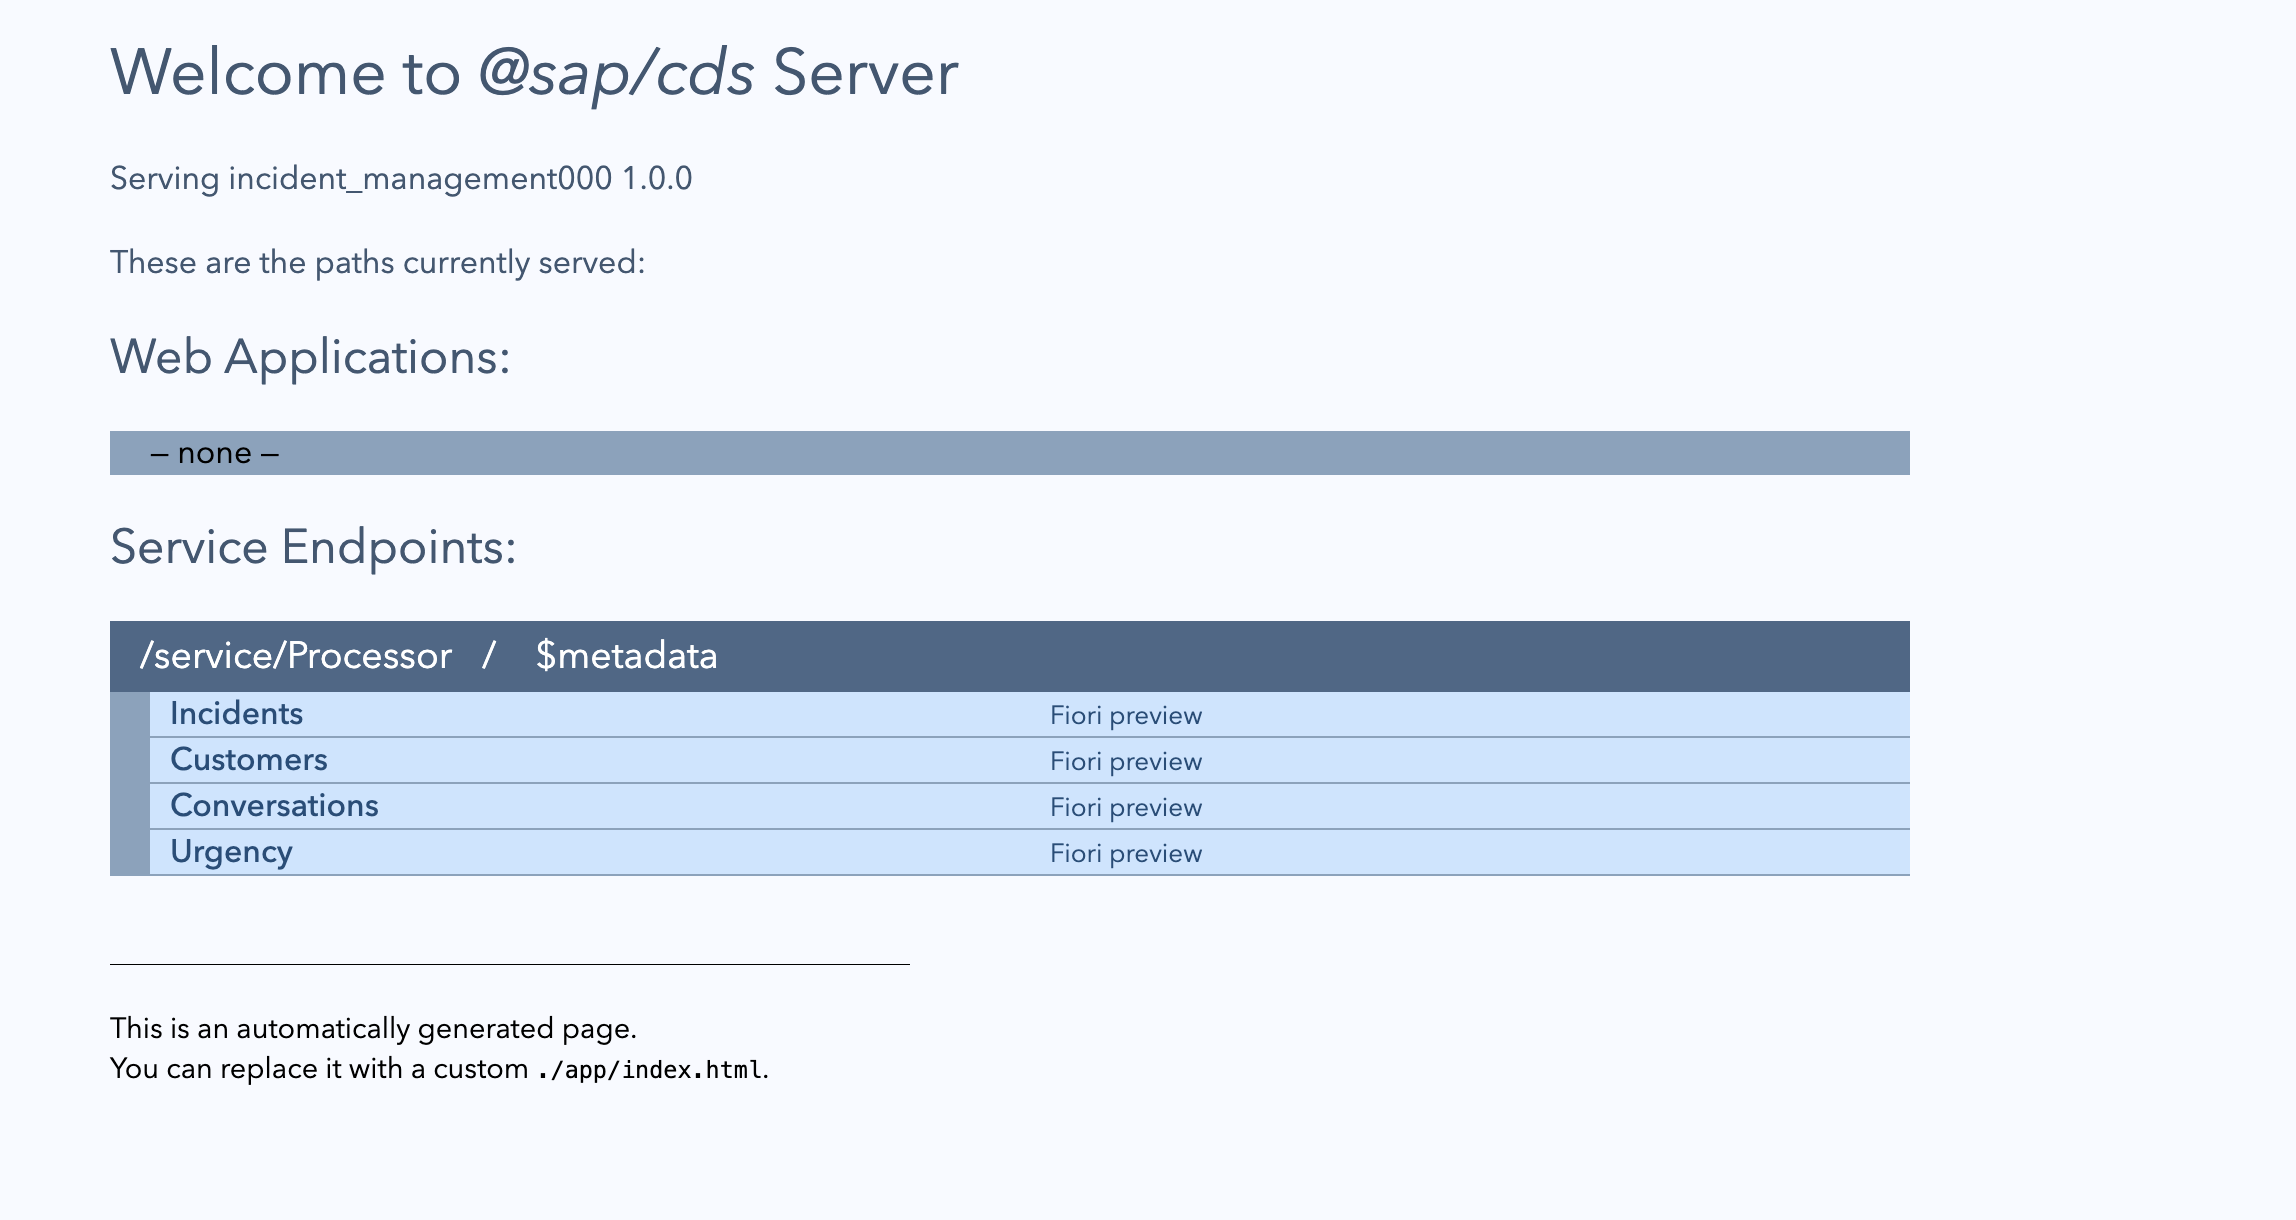 Welcome to @sap/cds Server
Serving incident_management000 1.0.0
These are the paths currently served:
Web Applications:
— none —
Service Endpoints:
/service/Processor / $metadata
Incidents Fiori preview
Customers Fiori preview
Conversations Fiori preview
Urgency Fiori preview
This is an automatically generated page.
You can replace it with a custom ./app/index.html.